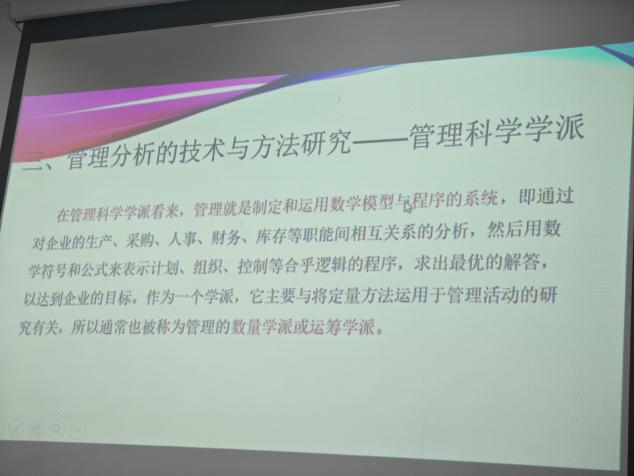 三、管理分析的技术与方法研究——管理科学学派
在管理科学学派看来，管理就是制定和运用数学模型与程序的系统，即通过
对企业的生产、采购、人事、财务、库存等职能间相互关系的分析，然后用数
学符号和公式来表示计划、组织、控制等合乎逻辑的程序，求出最优的解答，
以达到企业的目标。作为一个学派，它主要与将定量方法运用于管理活动的研
究有关，所以通常也被称为管理的数量学派或运筹学派。